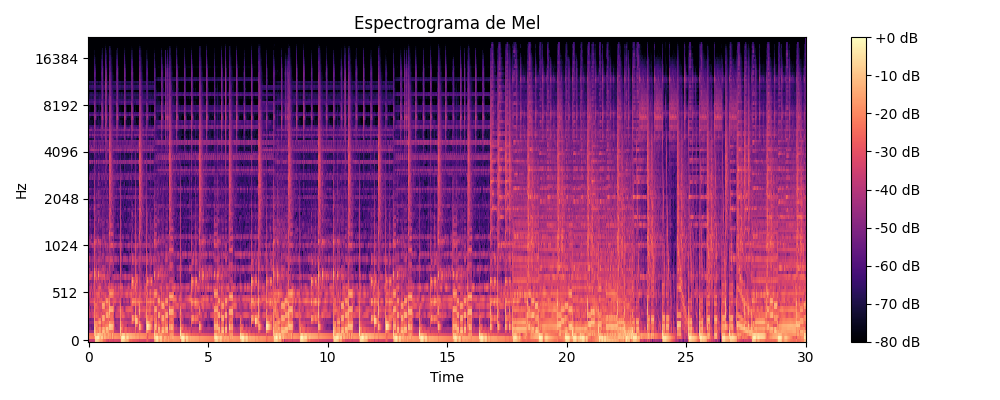 Espectrograma de Mel
Hz
16384
8192
4096
2048
1024
512
0
0 5 10 15 20 25 30
Time
+0 dB
-10 dB
-20 dB
-30 dB
-40 dB
-50 dB
-60 dB
-70 dB
-80 dB